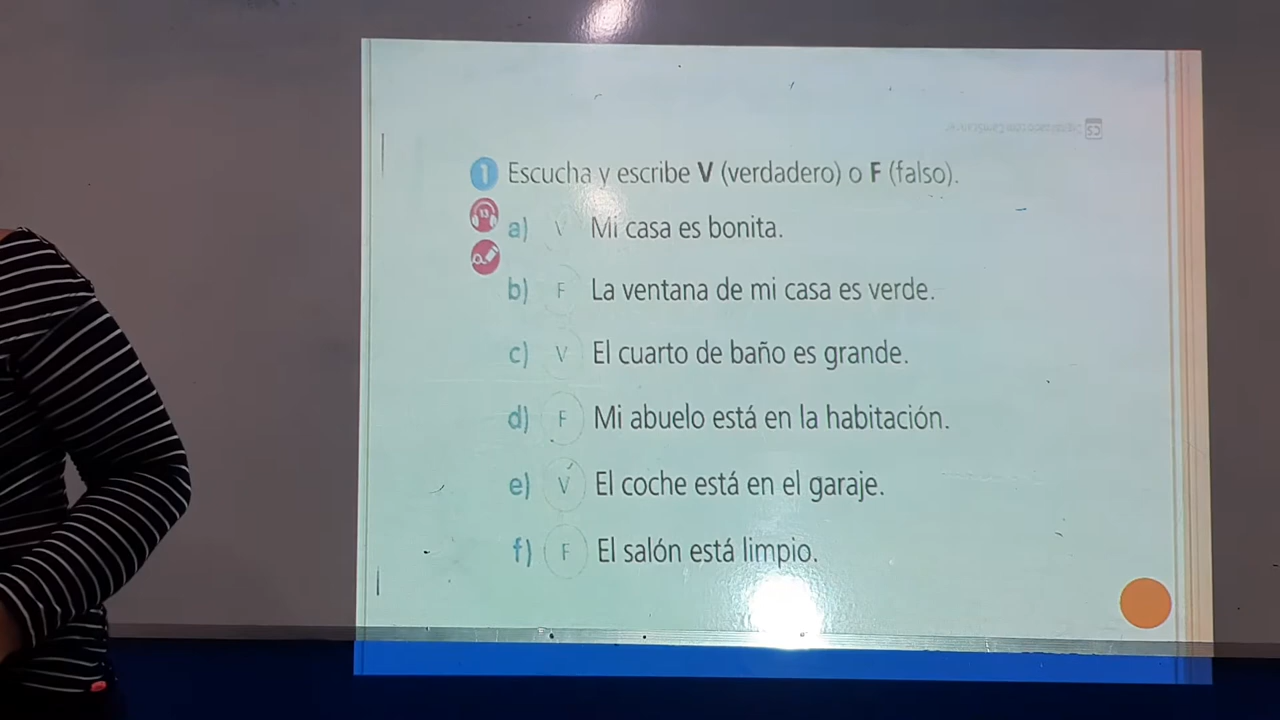 1 Escucha y escribe V (verdadero) o F (falso).
13
a) V Mi casa es bonita.
b) F La ventana de mi casa es verde.
c) V El cuarto de baño es grande.
d) F Mi abuelo está en la habitación.
e) V El coche está en el garaje.
f) F El salón está limpio.